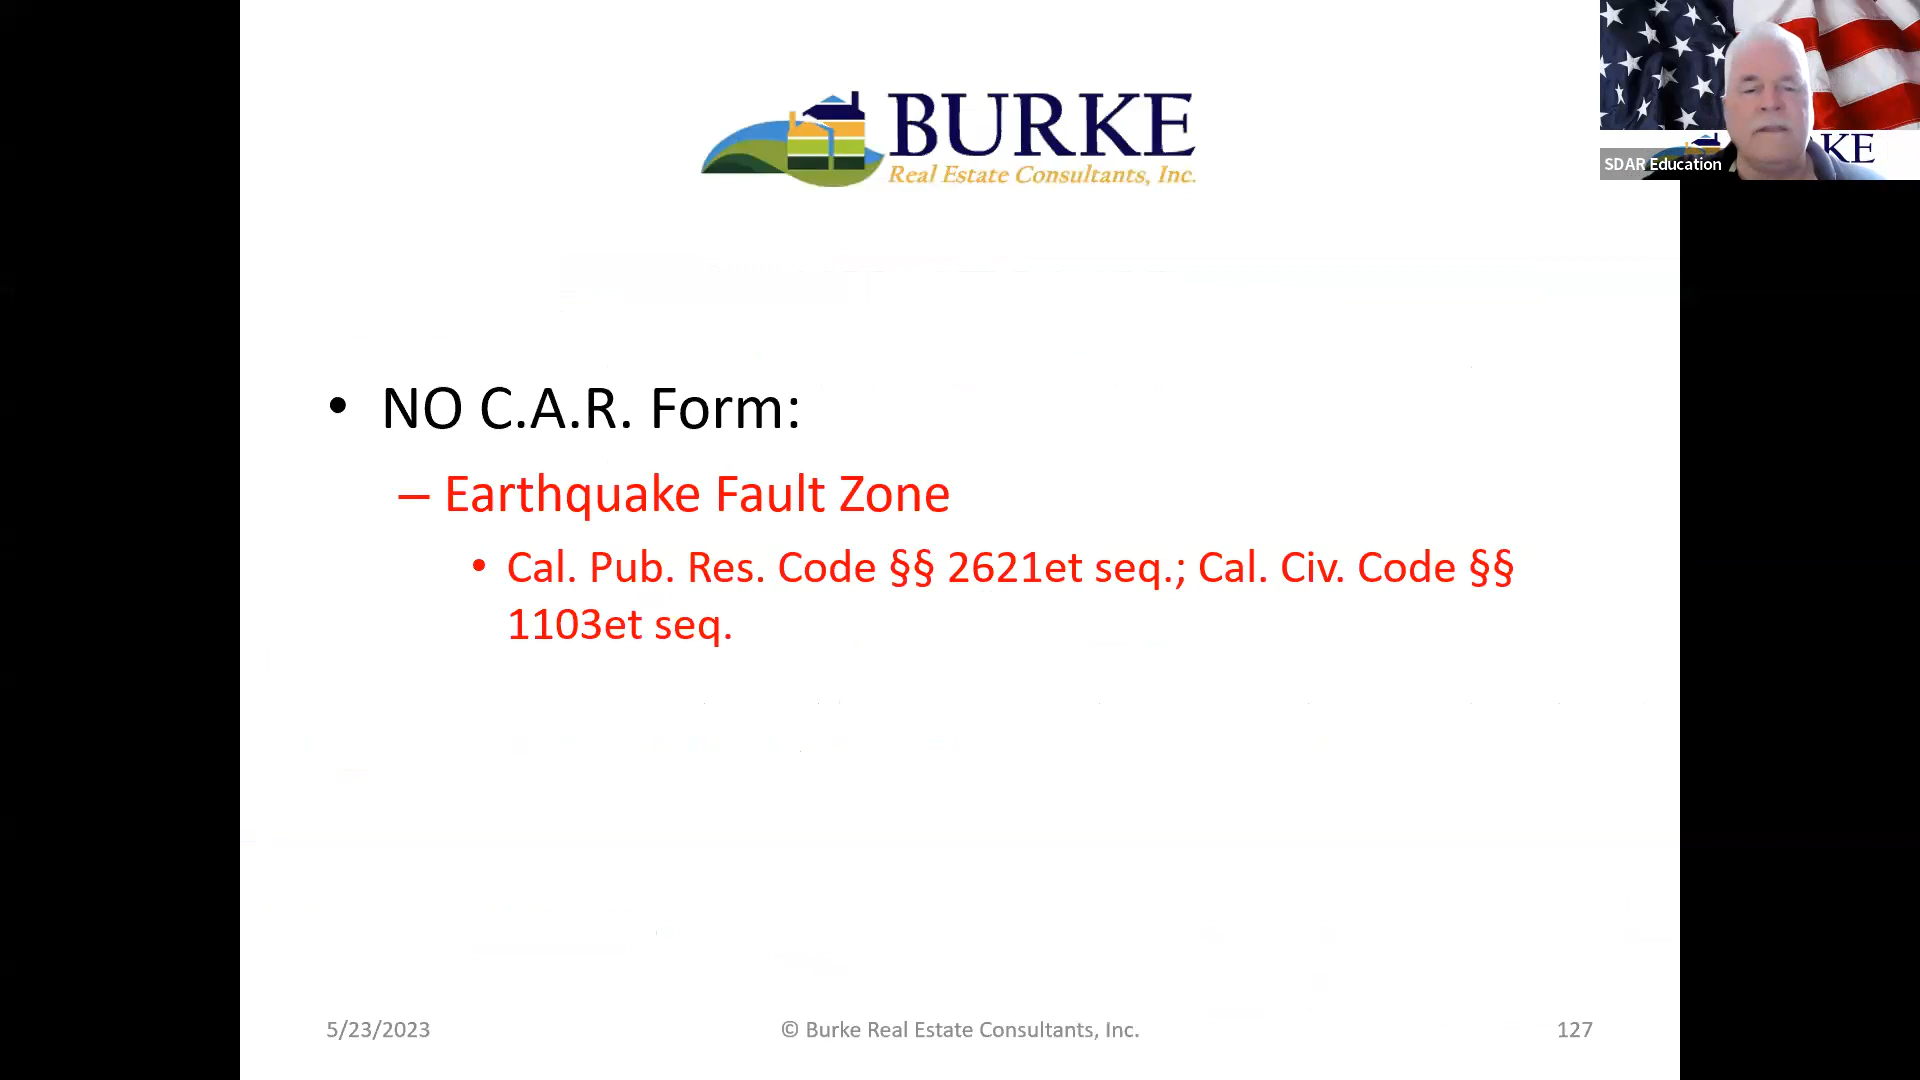 BURKE
Real Estate Consultants, Inc.
KE
SDAR Education
• NO C.A.R. Form:
– Earthquake Fault Zone
• Cal. Pub. Res. Code §§ 2621et seq.; Cal. Civ. Code §§
1103et seq.
5/23/2023
© Burke Real Estate Consultants, Inc.
127